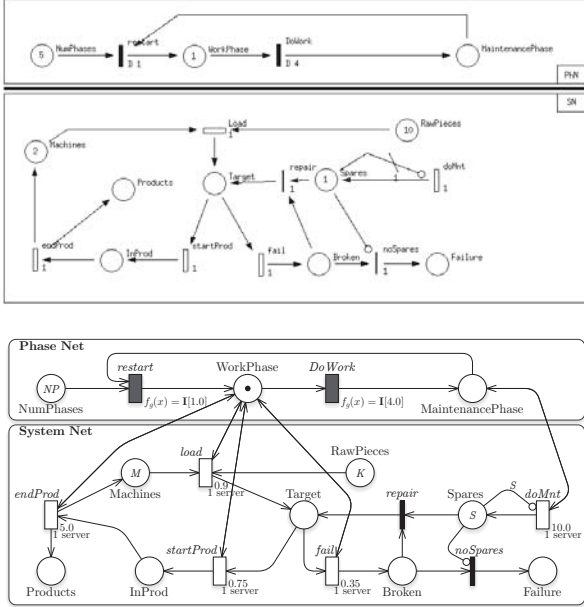 restart
DoWork
5
NumPhases
D 1
1
WorkPhase
D 4
MaintenancePhase
PHN
SN
Load
1
10
RawPieces
2
Machines
Products
Target
repair
1
1
Spares
1
doMnt
1
endProd
1
InProd
startProd
1
fail
1
Broken
noSpares
1
Failure
Phase Net
restart
WorkPhase
DoWork
NP
NumPhases
f_g(x) = I[1.0]
f_g(x) = I[4.0]
MaintenancePhase
System Net
load
RawPieces
M
Machines
0.9
1 server
K
endProd
5.0
1 server
Target
repair
Spares
S
S
doMnt
10.0
1 server
startProd
0.75
1 server
fail
0.35
1 server
noSpares
Products
InProd
Broken
Failure